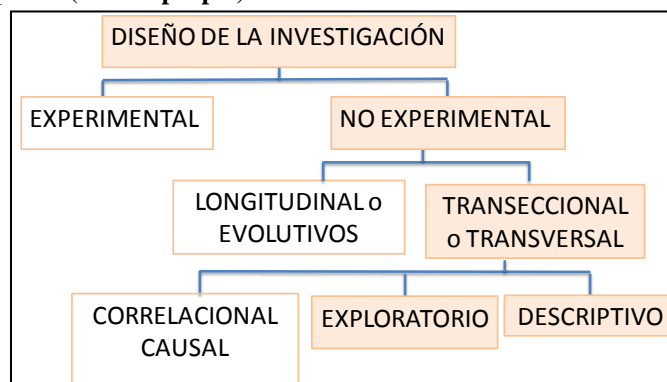 DISEÑO DE LA INVESTIGACIÓN
EXPERIMENTAL
NO EXPERIMENTAL
LONGITUDINAL o
EVOLUTIVOS
TRANSECCIONAL
o TRANSVERSAL
CORRELACIONAL
CAUSAL
EXPLORATORIO
DESCRIPTIVO